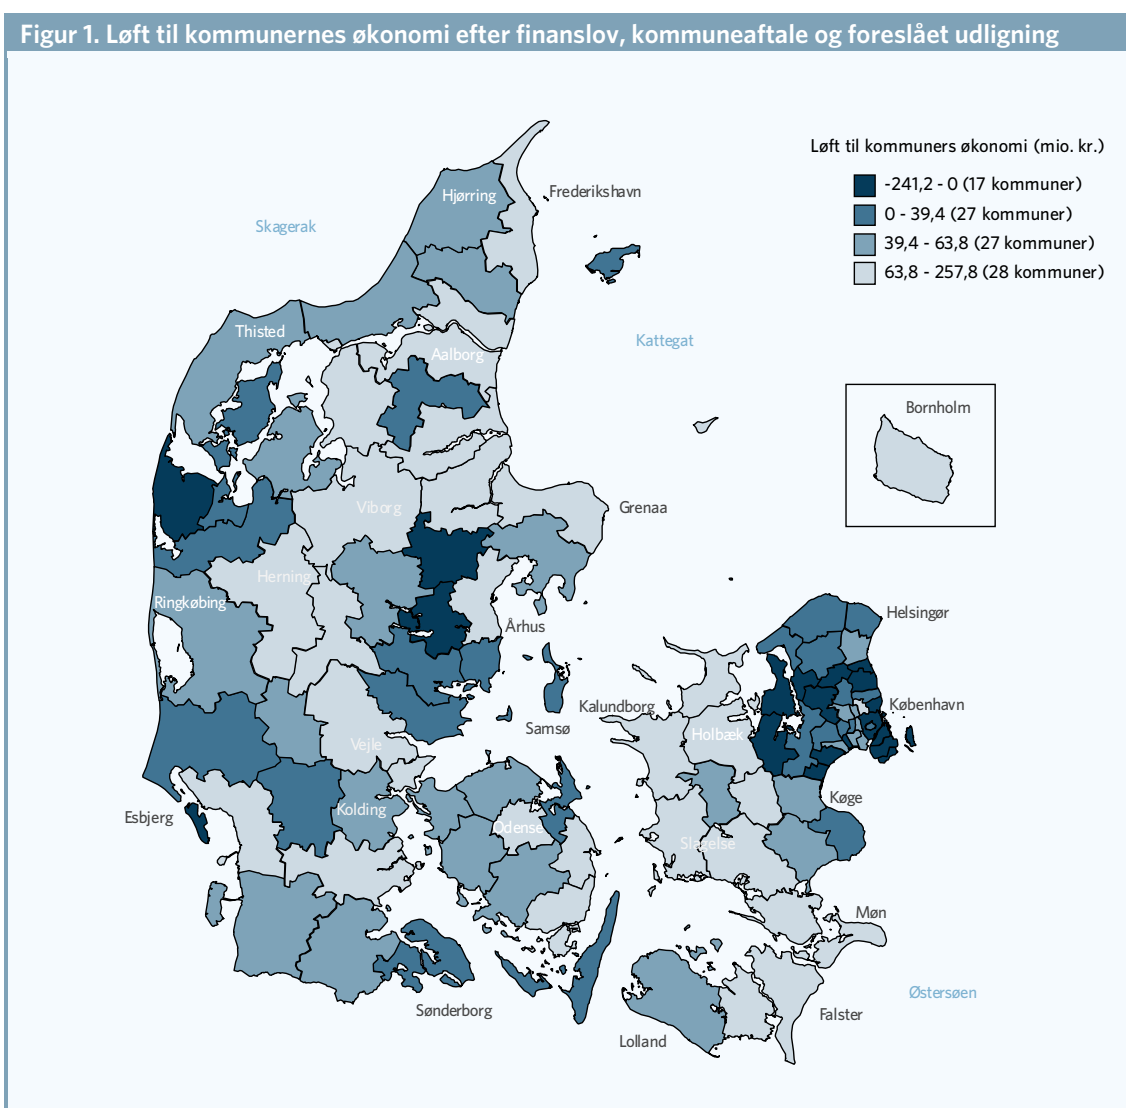 Figur 1. Løft til kommunernes økonomi efter finanslov, kommuneaftale og foreslået udligning
Løft til kommuners økonomi (mio. kr.)
-241,2 - 0 (17 kommuner)
0 - 39,4 (27 kommuner)
39,4 - 63,8 (27 kommuner)
63,8 - 257,8 (28 kommuner)
Hjørring
Frederikshavn
Skagerak
Thisted
Kattegat
Aalborg
Bornholm
Viborg
Grenaa
Herning
Ringkøbing
Helsingør
Århus
København
Kalundborg
Samsø
Holbæk
Vejle
Køge
Kolding
Esbjerg
Odense
Slagelse
Møn
Østersøen
Sønderborg
Falster
Lolland